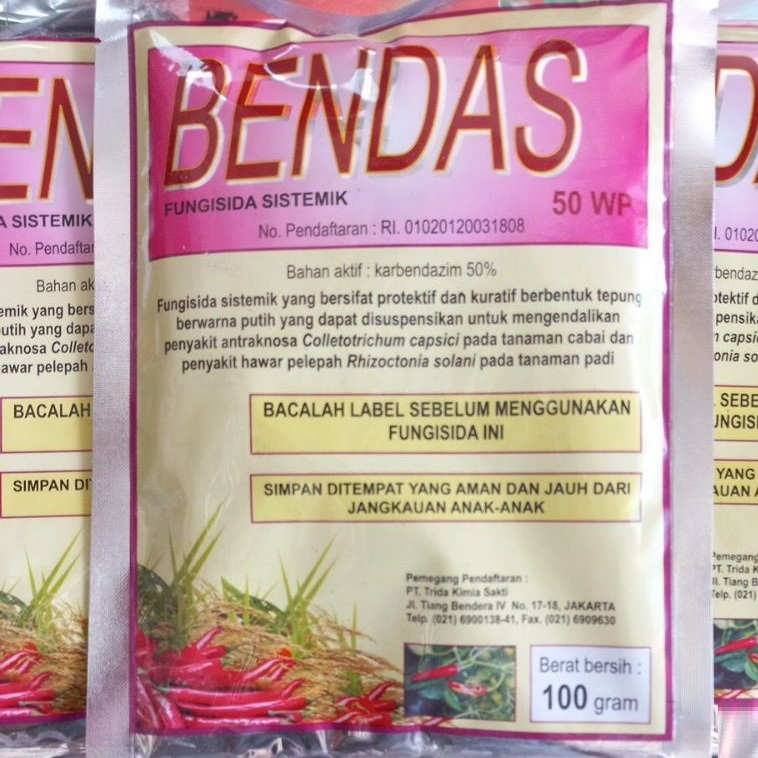 BENDAS
FUNGISIDA SISTEMIK
50 WP
No. Pendaftaran : RI. 01020120031808
Bahan aktif : karbendazim 50%
Fungisida sistemik yang bersifat protektif dan kuratif berbentuk tepung
berwarna putih yang dapat disuspensikan untuk mengendalikan
penyakit antraknosa Colletotrichum capsici pada tanaman cabai dan
penyakit hawar pelepah Rhizoctonia solani pada tanaman padi
BACALAH LABEL SEBELUM MENGGUNAKAN
FUNGISIDA INI
SIMPAN DITEMPAT YANG AMAN DAN JAUH DARI
JANGKAUAN ANAK-ANAK
Pemegang Pendaftaran :
PT. Trida Kimia Sakti
Jl. Tiang Bendera IV No. 17-18, JAKARTA
Telp. (021) 6900138-41, Fax. (021) 6909630
Berat bersih :
100 gram